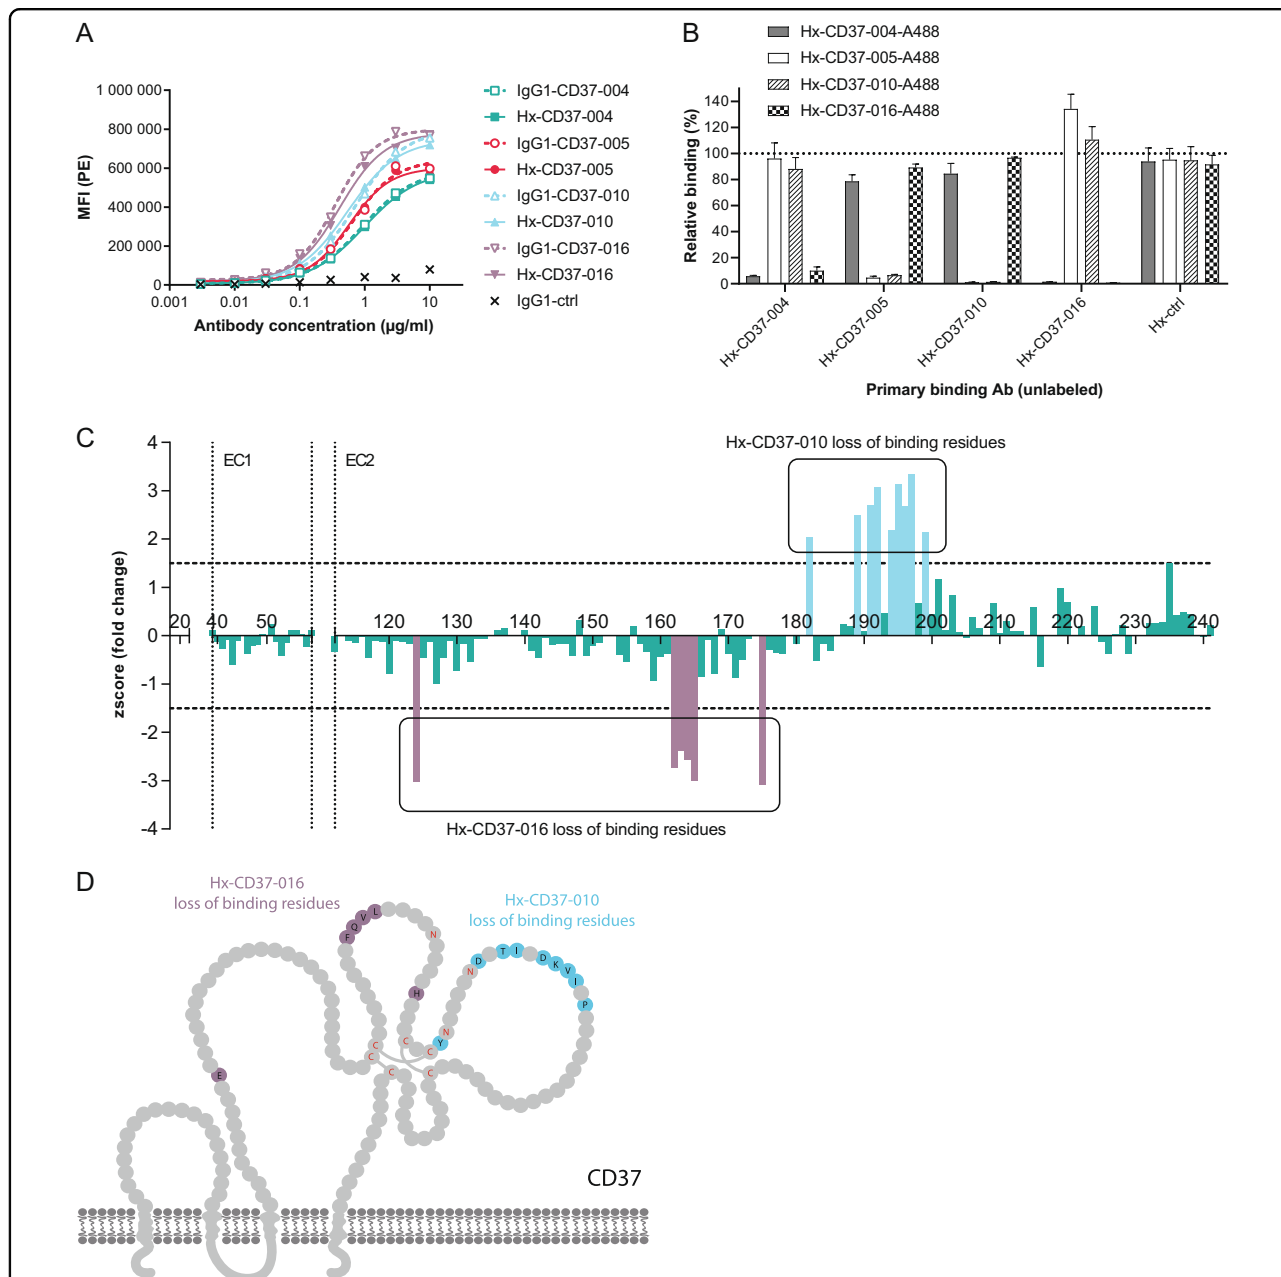 A
1 000 000
800 000
600 000
400 000
200 000
0
MFI (PE)
0.001
0.01
0.1
1
10
Antibody concentration (µg/ml)
IgG1-CD37-004
Hx-CD37-004
IgG1-CD37-005
Hx-CD37-005
IgG1-CD37-010
Hx-CD37-010
IgG1-CD37-016
Hx-CD37-016
IgG1-ctrl
B
Hx-CD37-004-A488
Hx-CD37-005-A488
Hx-CD37-010-A488
Hx-CD37-016-A488
140
120
100
80
60
40
20
0
Relative binding (%)
Hx-CD37-004
Hx-CD37-005
Hx-CD37-010
Hx-CD37-016
Hx-ctrl
Primary binding Ab (unlabeled)
C
4
3
2
1
0
-1
-2
-3
-4
zscore (fold change)
EC1
EC2
Hx-CD37-010 loss of binding residues
20 40 50 120 130 140 150 160 170 180 190 200 210 220 230 240
Hx-CD37-016 loss of binding residues
D
Hx-CD37-016
loss of binding residues
Hx-CD37-010
loss of binding residues
F Q V L
N
H
E
C
C
C
C
C
C
Y
N
N
D
T I
D K V I
P
CD37